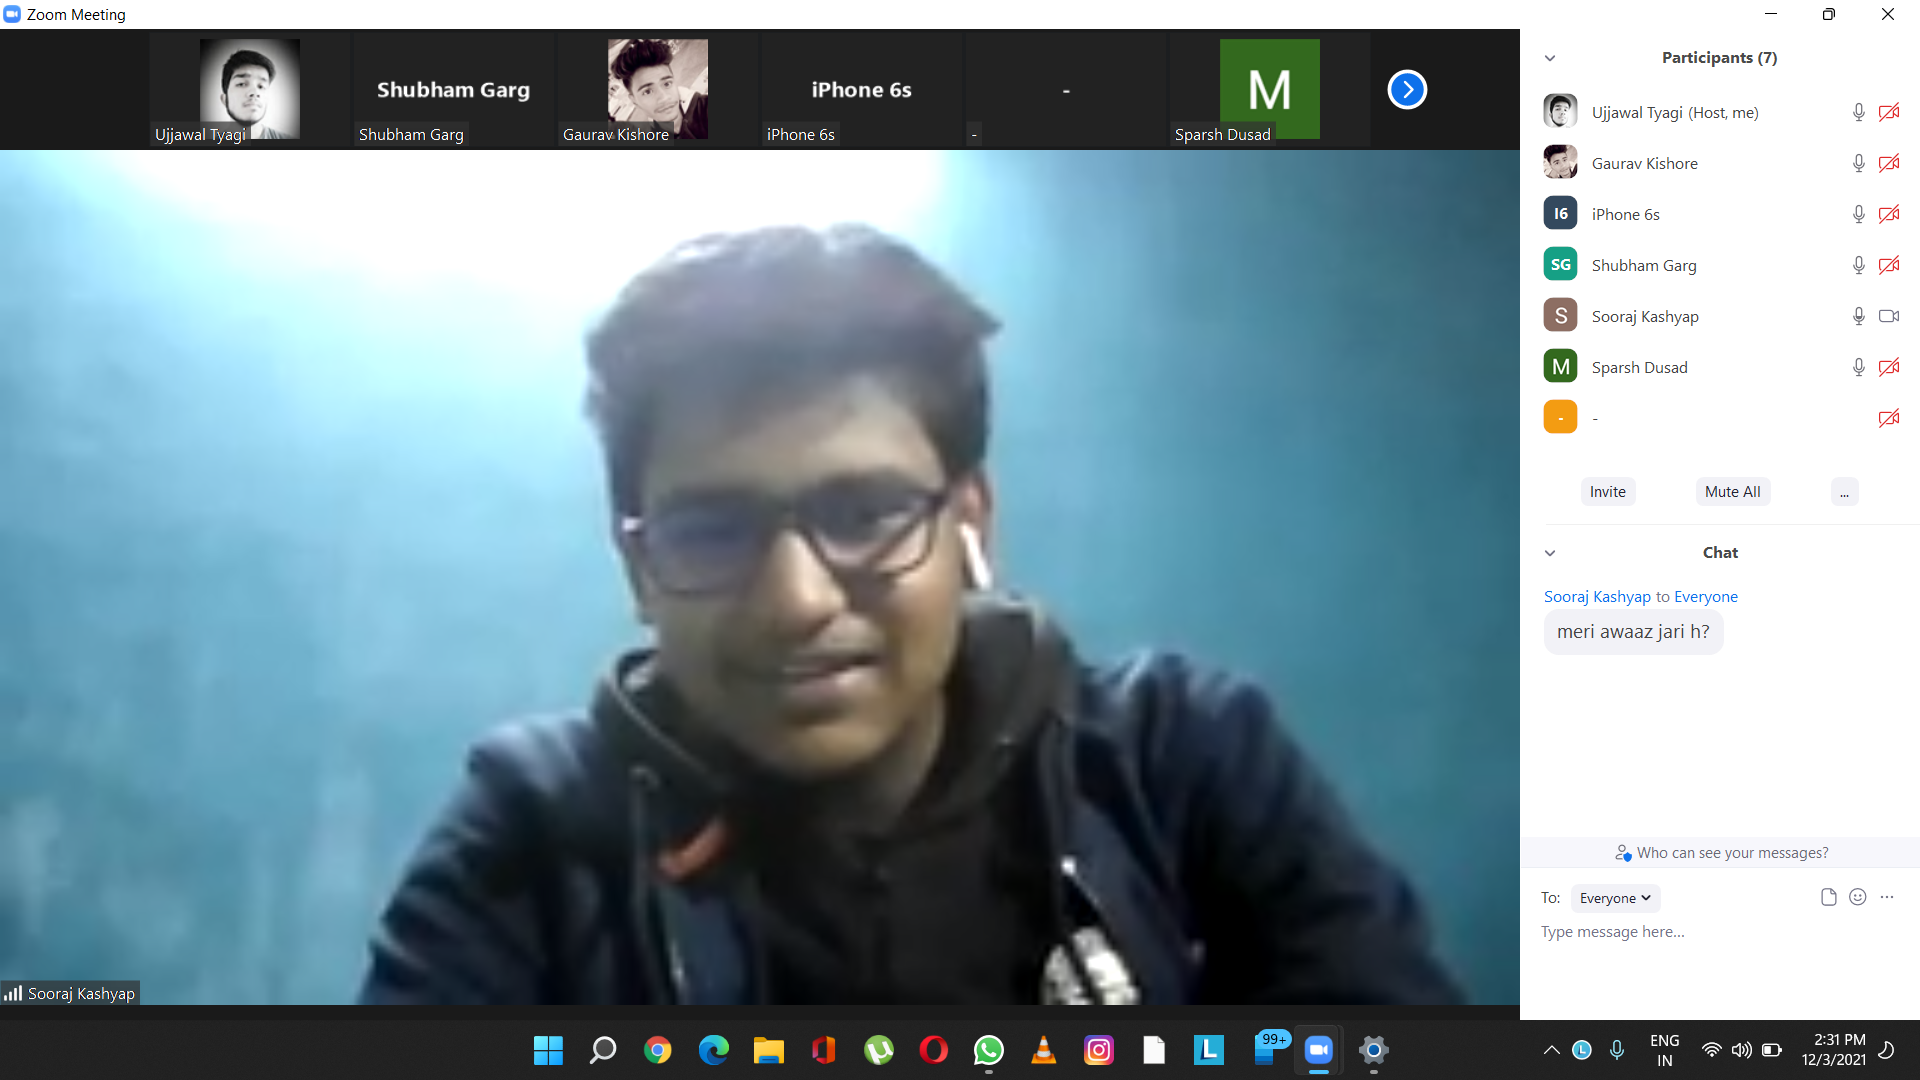 Zoom Meeting
Ujjawal Tyagi
Shubham Garg
Shubham Garg
Gaurav Kishore
iPhone 6s
iPhone 6s
-
-
M
Sparsh Dusad
Sooraj Kashyap
Participants (7)
Ujjawal Tyagi (Host, me)
Gaurav Kishore
I6 iPhone 6s
SG Shubham Garg
S Sooraj Kashyap
M Sparsh Dusad
- -
Invite Mute All ...
Chat
Sooraj Kashyap to Everyone
meri awaaz jari h?
Who can see your messages?
To: Everyone
Type message here...
L
99+
L
ENG
IN
2:31 PM
12/3/2021